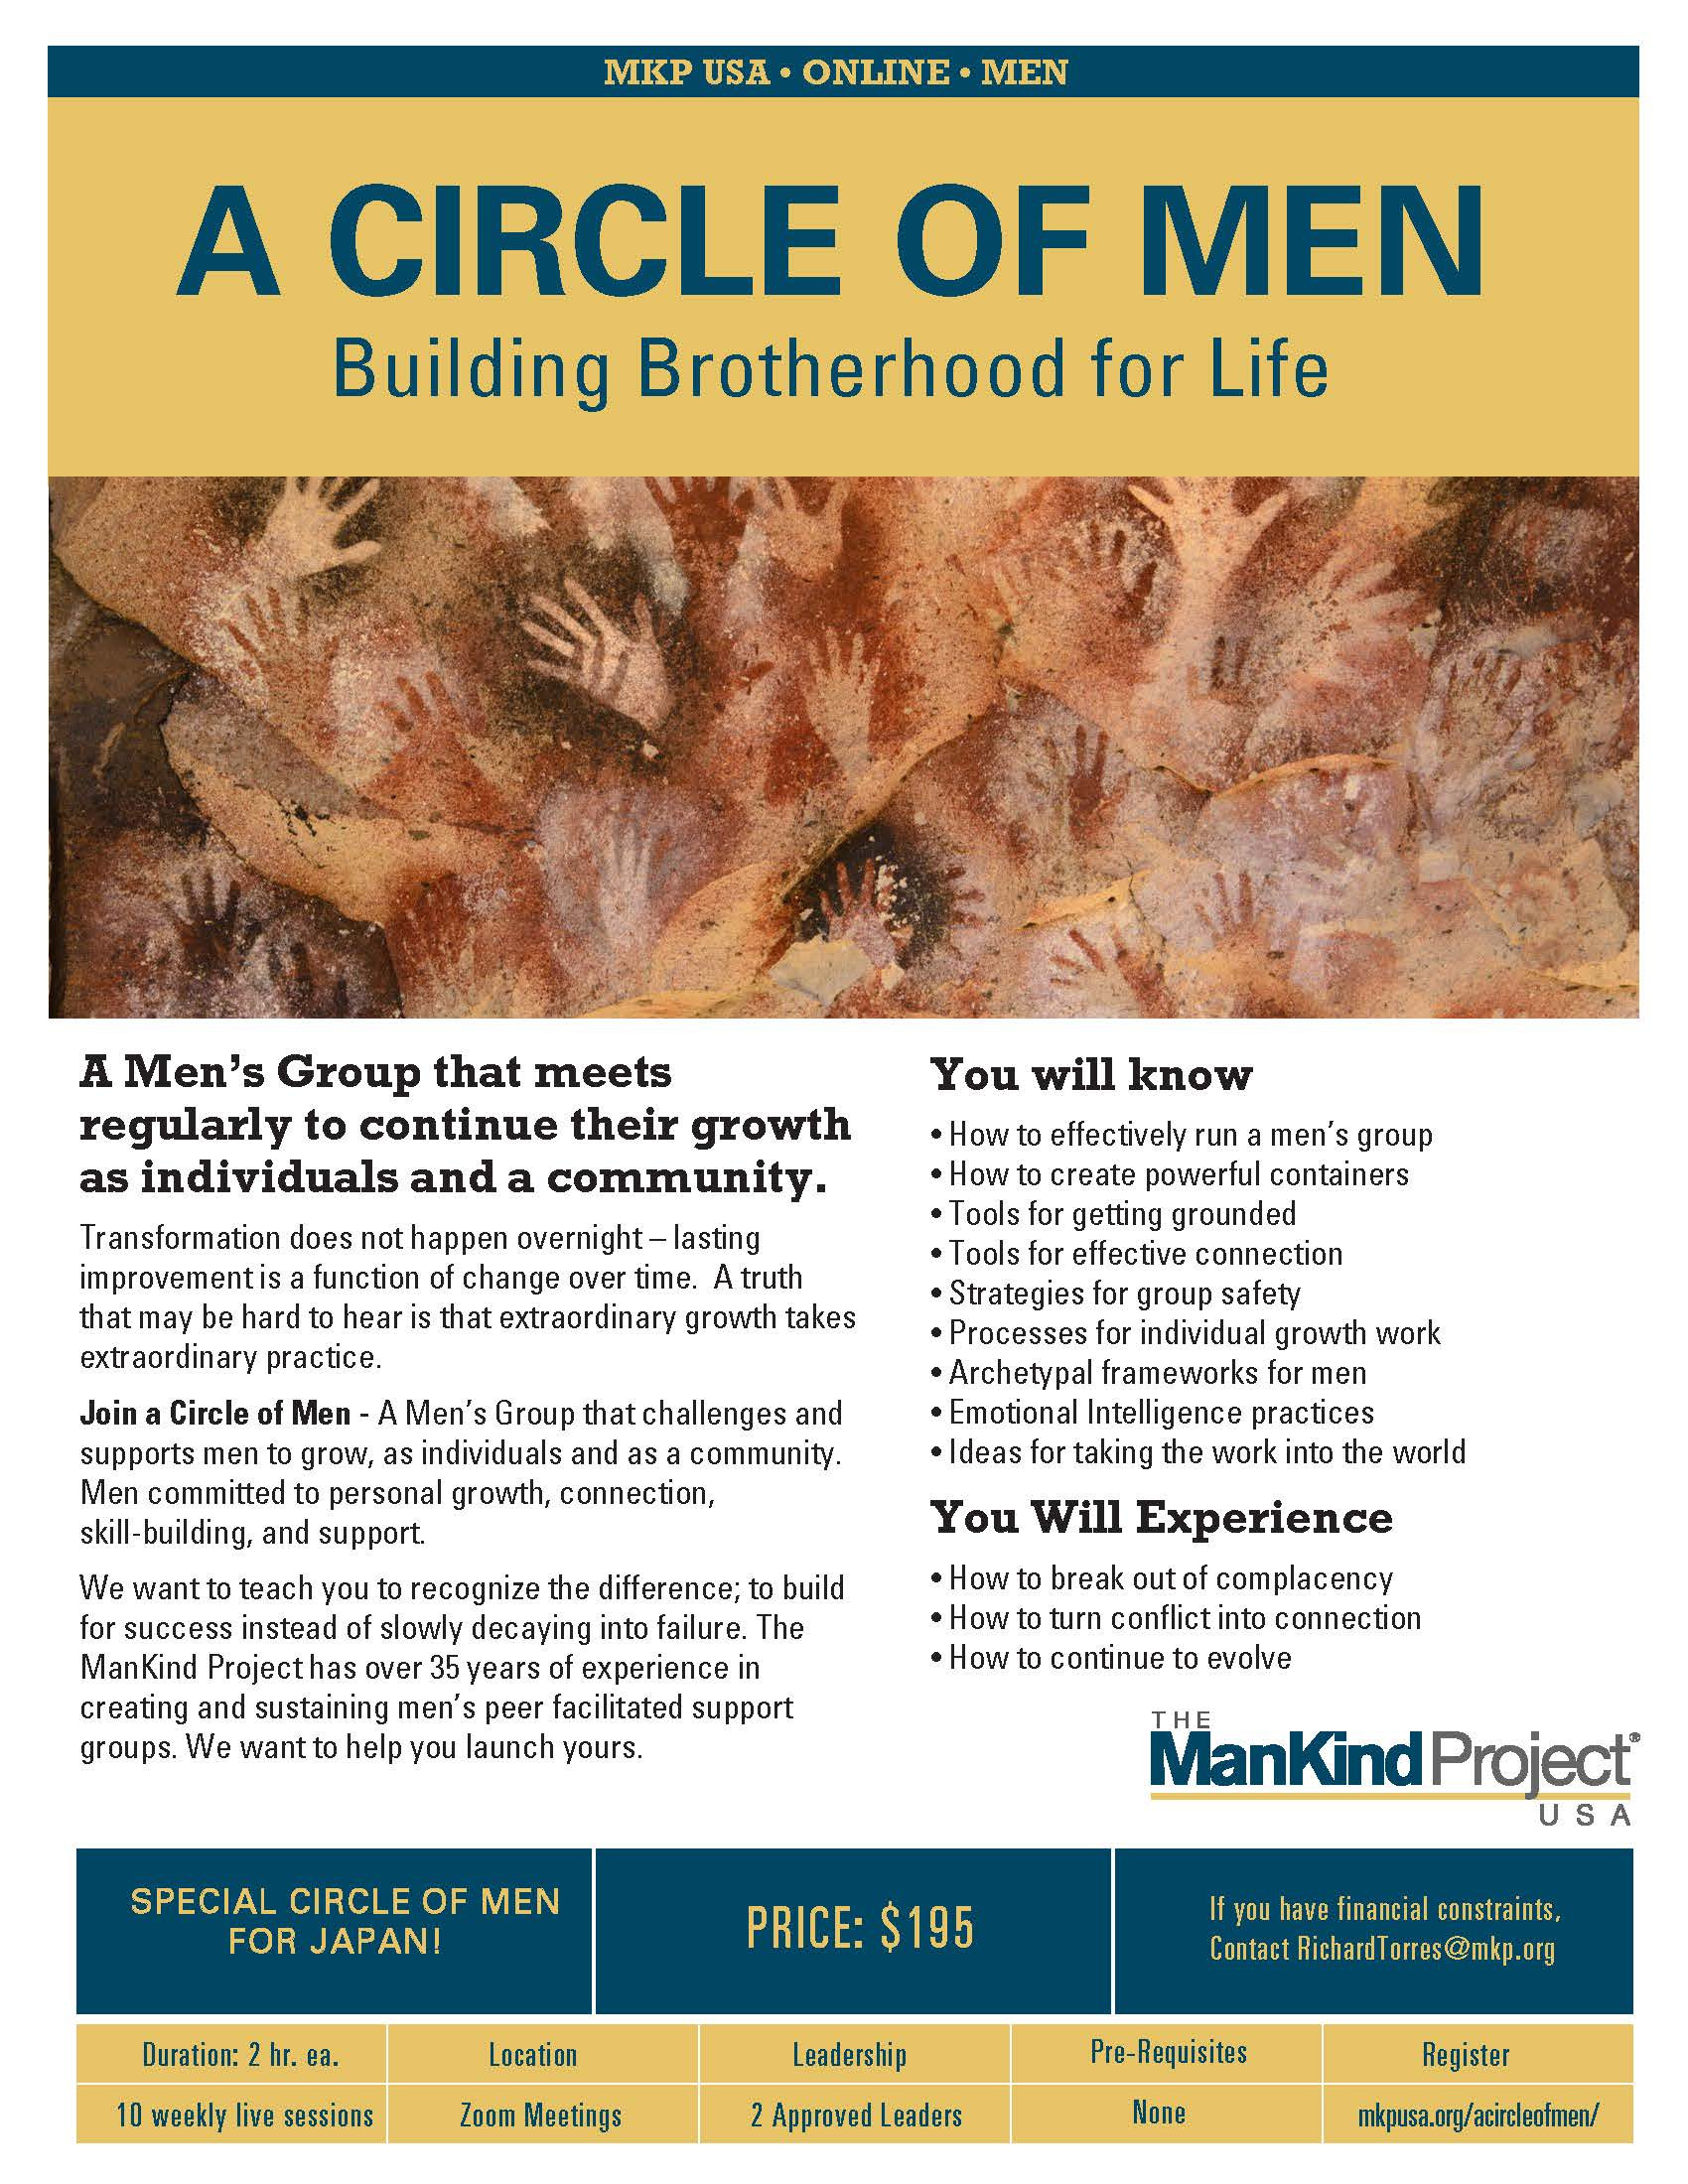 MKP USA • ONLINE • MEN
A CIRCLE OF MEN
Building Brotherhood for Life
A Men’s Group that meets
regularly to continue their growth
as individuals and a community.
Transformation does not happen overnight – lasting
improvement is a function of change over time.  A truth
that may be hard to hear is that extraordinary growth takes
extraordinary practice.
Join a Circle of Men - A Men’s Group that challenges and
supports men to grow, as individuals and as a community.
Men committed to personal growth, connection,
skill-building, and support.
We want to teach you to recognize the difference; to build
for success instead of slowly decaying into failure. The
ManKind Project has over 35 years of experience in
creating and sustaining men’s peer facilitated support
groups. We want to help you launch yours.
You will know
• How to effectively run a men’s group
• How to create powerful containers
• Tools for getting grounded
• Tools for effective connection
• Strategies for group safety
• Processes for individual growth work
• Archetypal frameworks for men
• Emotional Intelligence practices
• Ideas for taking the work into the world
You Will Experience
• How to break out of complacency
• How to turn conflict into connection
• How to continue to evolve
THE
ManKind Project®
USA
SPECIAL CIRCLE OF MEN
FOR JAPAN!
PRICE: $195
If you have financial constraints,
Contact RichardTorres@mkp.org
Duration: 2 hr. ea.
Location
Leadership
Pre-Requisites
Register
10 weekly live sessions
Zoom Meetings
2 Approved Leaders
None
mkpusa.org/acircleofmen/